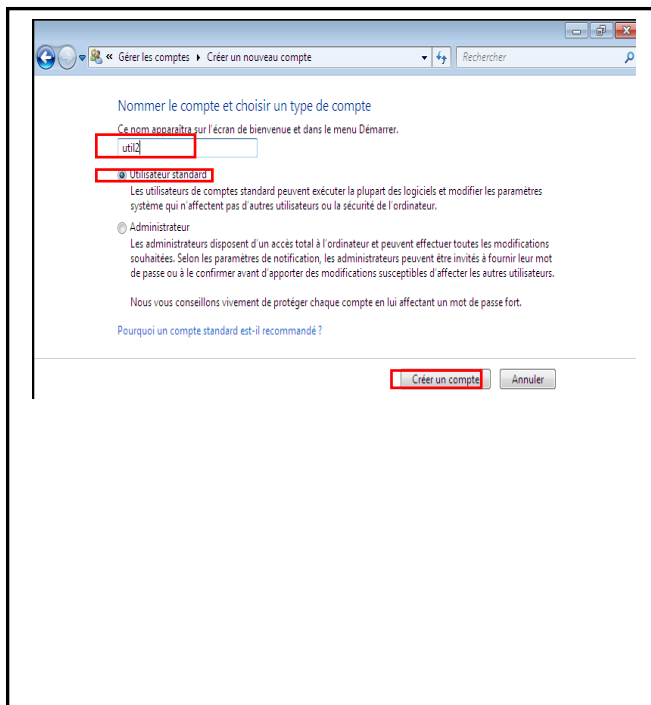 « Gérer les comptes ▸ Créer un nouveau compte
Rechercher
Nommer le compte et choisir un type de compte
Ce nom apparaîtra sur l'écran de bienvenue et dans le menu Démarrer.
util2
Utilisateur standard
Les utilisateurs de comptes standard peuvent exécuter la plupart des logiciels et modifier les paramètres
système qui n'affectent pas d'autres utilisateurs ou la sécurité de l'ordinateur.
Administrateur
Les administrateurs disposent d'un accès total à l'ordinateur et peuvent effectuer toutes les modifications
souhaitées. Selon les paramètres de notification, les administrateurs peuvent être invités à fournir leur mot
de passe ou à le confirmer avant d'apporter des modifications susceptibles d'affecter les autres utilisateurs.
Nous vous conseillons vivement de protéger chaque compte en lui affectant un mot de passe fort.
Pourquoi un compte standard est-il recommandé ?
Créer un compte
Annuler